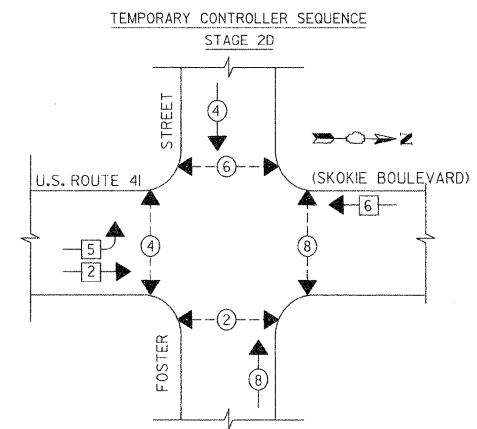 TEMPORARY CONTROLLER SEQUENCE
STAGE 2D
STREET
4
6
N
U.S. ROUTE 41
(SKOKIE BOULEVARD)
6
5
4
8
2
2
FOSTER
8